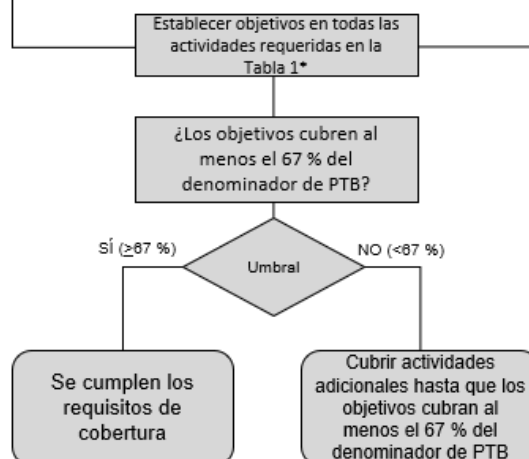 Establecer objetivos en todas las
actividades requeridas en la
Tabla 1*
¿Los objetivos cubren al
menos el 67 % del
denominador de PTB?
SÍ (≥67 %)
Umbral
NO (<67 %)
Se cumplen los
requisitos de
cobertura
Cubrir actividades
adicionales hasta que los
objetivos cubran al
menos el 67 % del
denominador de PTB